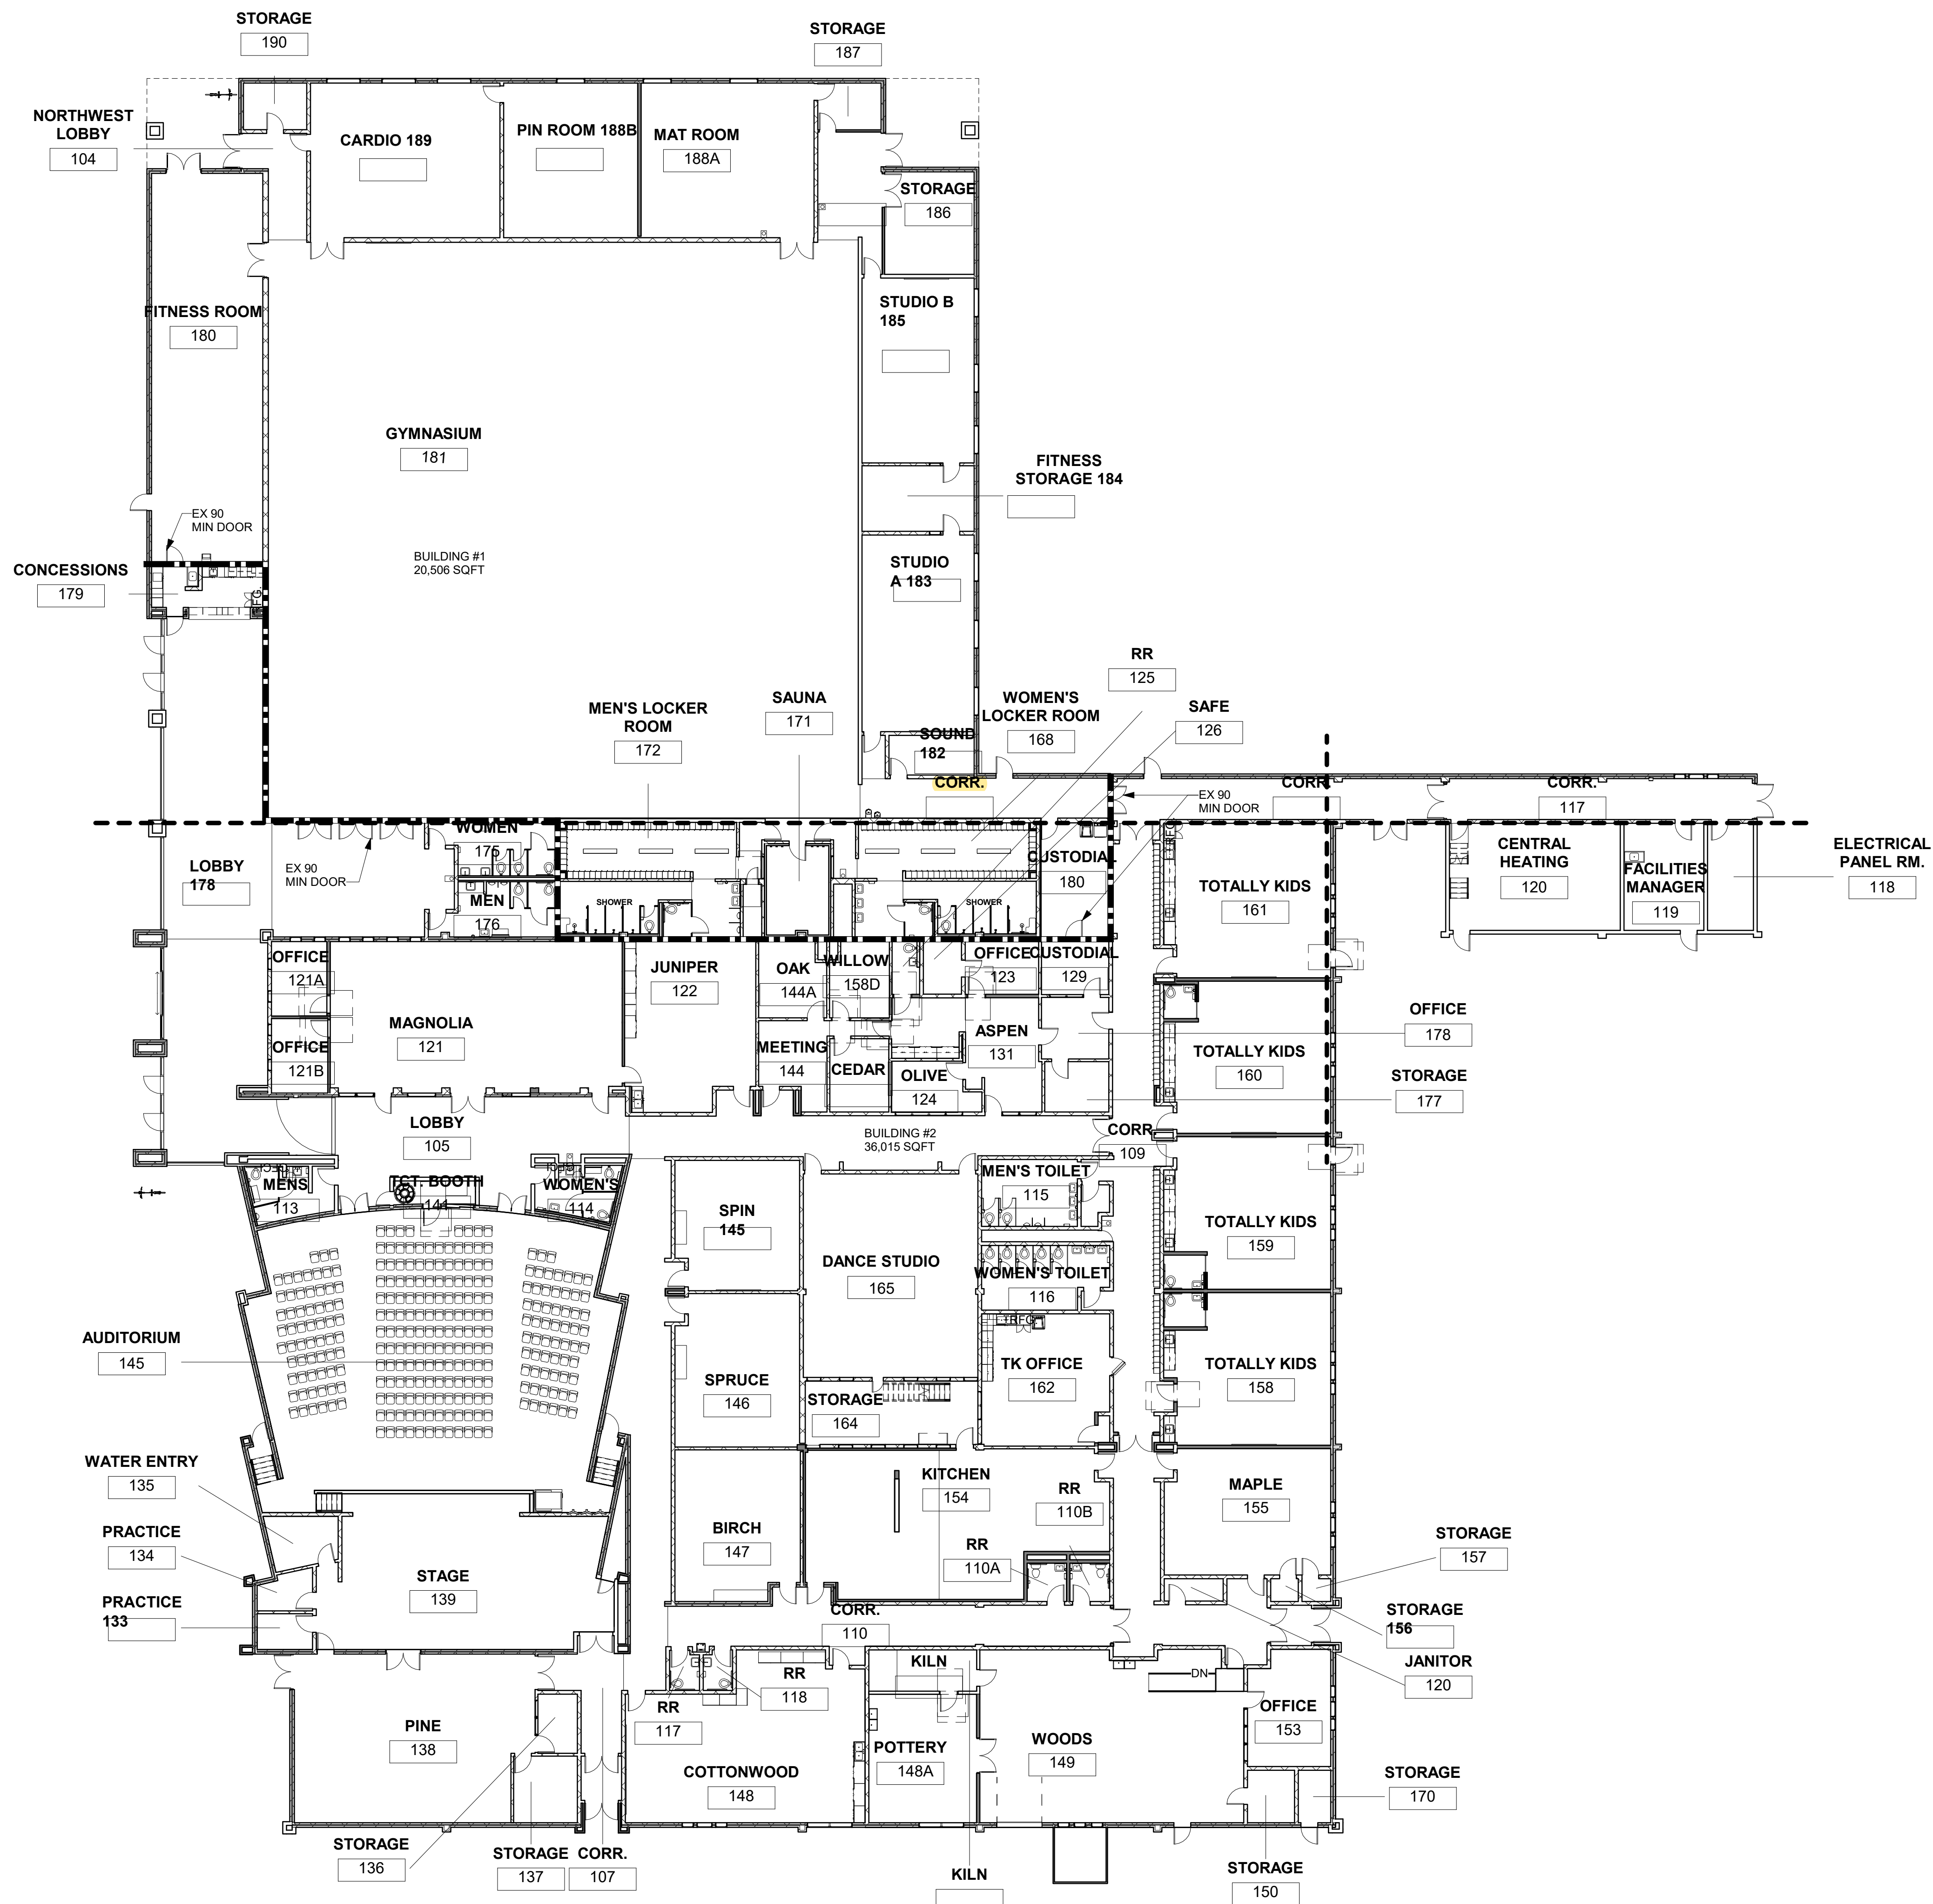 STORAGE
190
STORAGE
187
NORTHWEST
LOBBY
104
CARDIO 189
PIN ROOM 188B
MAT ROOM
188A
STORAGE
186
FITNESS ROOM
180
STUDIO B
185
GYMNASIUM
181
FITNESS
STORAGE 184
EX 90
MIN DOOR
BUILDING #1
20,506 SQFT
CONCESSIONS
179
STUDIO
A 183
RR
125
MEN'S LOCKER
ROOM
172
SAUNA
171
WOMEN'S
LOCKER ROOM
168
SAFE
126
SOUND
182
CORR.
CORR.
CORR.
117
EX 90
MIN DOOR
LOBBY
178
EX 90
MIN DOOR
WOMEN
175
MEN
176
SHOWER
SHOWER
CUSTODIAL
180
TOTALLY KIDS
161
CENTRAL
HEATING
120
FACILITIES
MANAGER
119
ELECTRICAL
PANEL RM.
118
OFFICE
121A
MAGNOLIA
121
OFFICE
121B
JUNIPER
122
OAK
144A
WILLOW
158D
OFFICE
123
CUSTODIAL
129
MEETING
144
CEDAR
OLIVE
124
ASPEN
131
OFFICE
178
TOTALLY KIDS
160
STORAGE
177
LOBBY
105
BUILDING #2
36,015 SQFT
CORR.
109
MENS
113
TCT. BOOTH
WOMEN'S
114
SPIN
145
MEN'S TOILET
115
TOTALLY KIDS
159
DANCE STUDIO
165
WOMEN'S TOILET
116
AUDITORIUM
145
SPRUCE
146
STORAGE
164
TK OFFICE
162
TOTALLY KIDS
158
WATER ENTRY
135
PRACTICE
134
PRACTICE
133
STAGE
139
BIRCH
147
KITCHEN
154
RR
110B
RR
110A
MAPLE
155
STORAGE
157
STORAGE
156
CORR.
110
JANITOR
120
PINE
138
RR
117
RR
118
KILN
DN
OFFICE
153
COTTONWOOD
148
POTTERY
148A
WOODS
149
STORAGE
170
STORAGE
136
STORAGE
137
CORR.
107
KILN
STORAGE
150